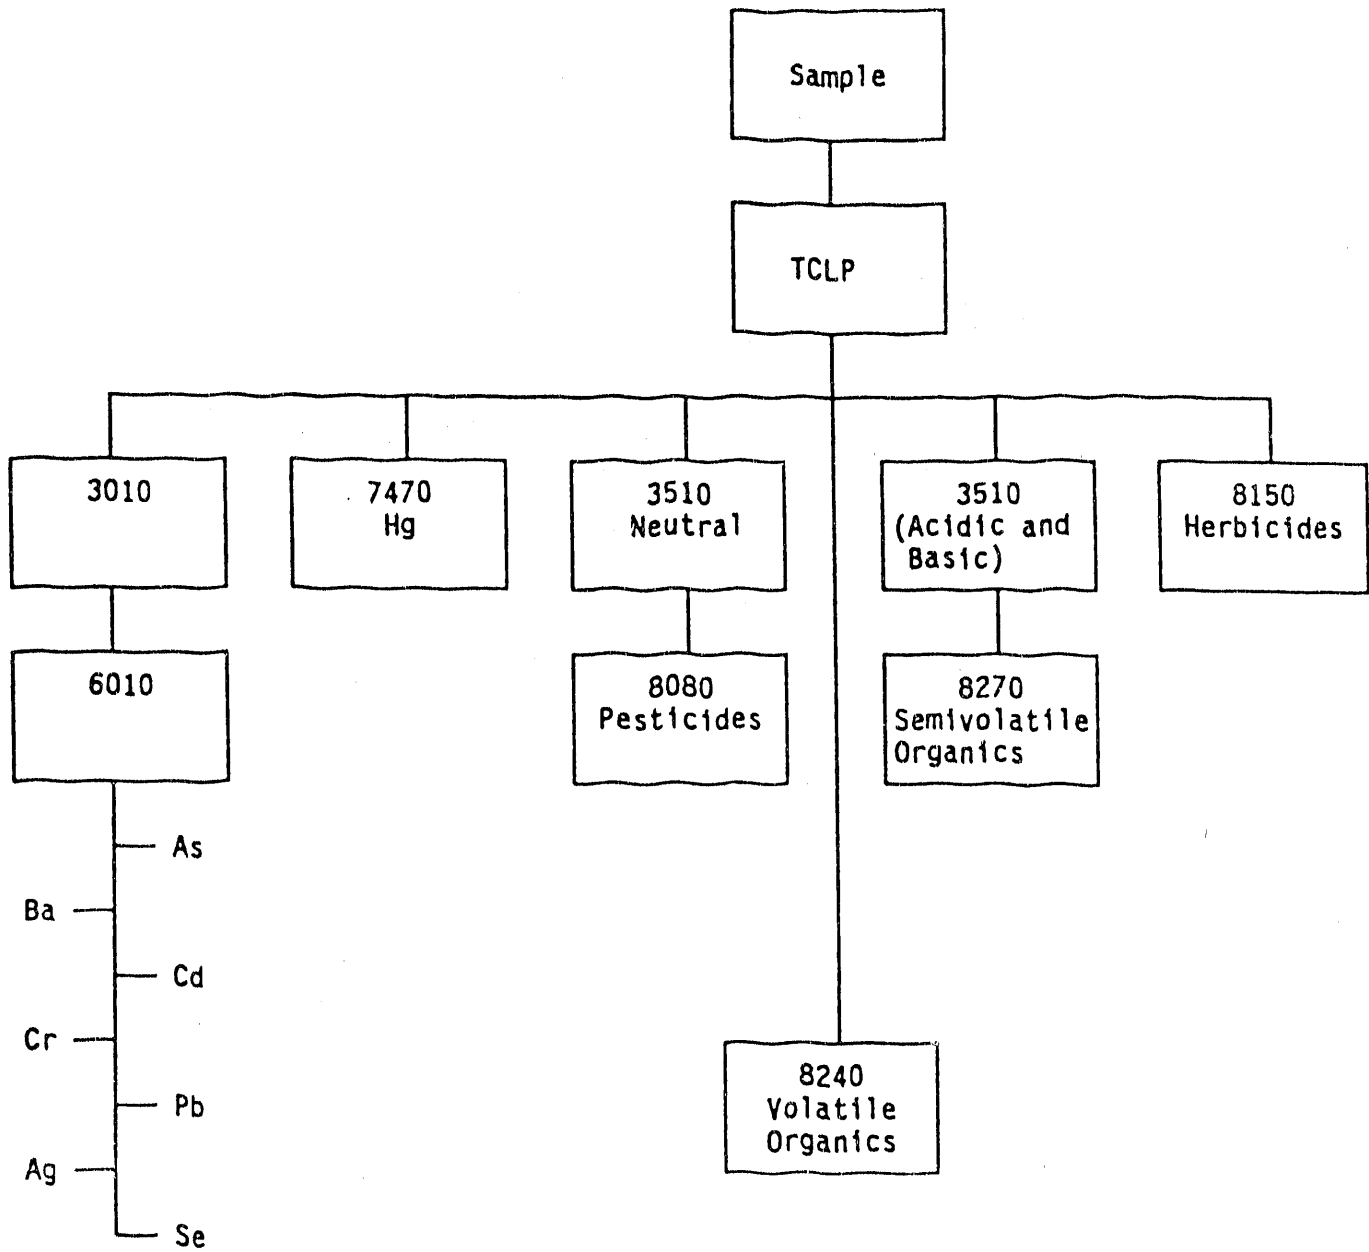 Sample
TCLP
3010
7470
Hg
3510
Neutral
3510
(Acidic and
Basic)
8150
Herbicides
6010
8080
Pesticides
8270
Semivolatile
Organics
As
Ba
Cd
Cr
Pb
Ag
Se
8240
Volatile
Organics